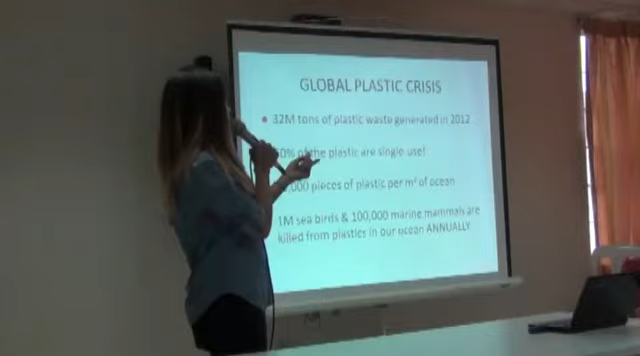 GLOBAL PLASTIC CRISIS
32M tons of plastic waste generated in 2012
0% of the plastic are single use!
,000 pieces of plastic per m² of ocean
1M sea birds & 100,000 marine mammals are
killed from plastics in our ocean ANNUALLY